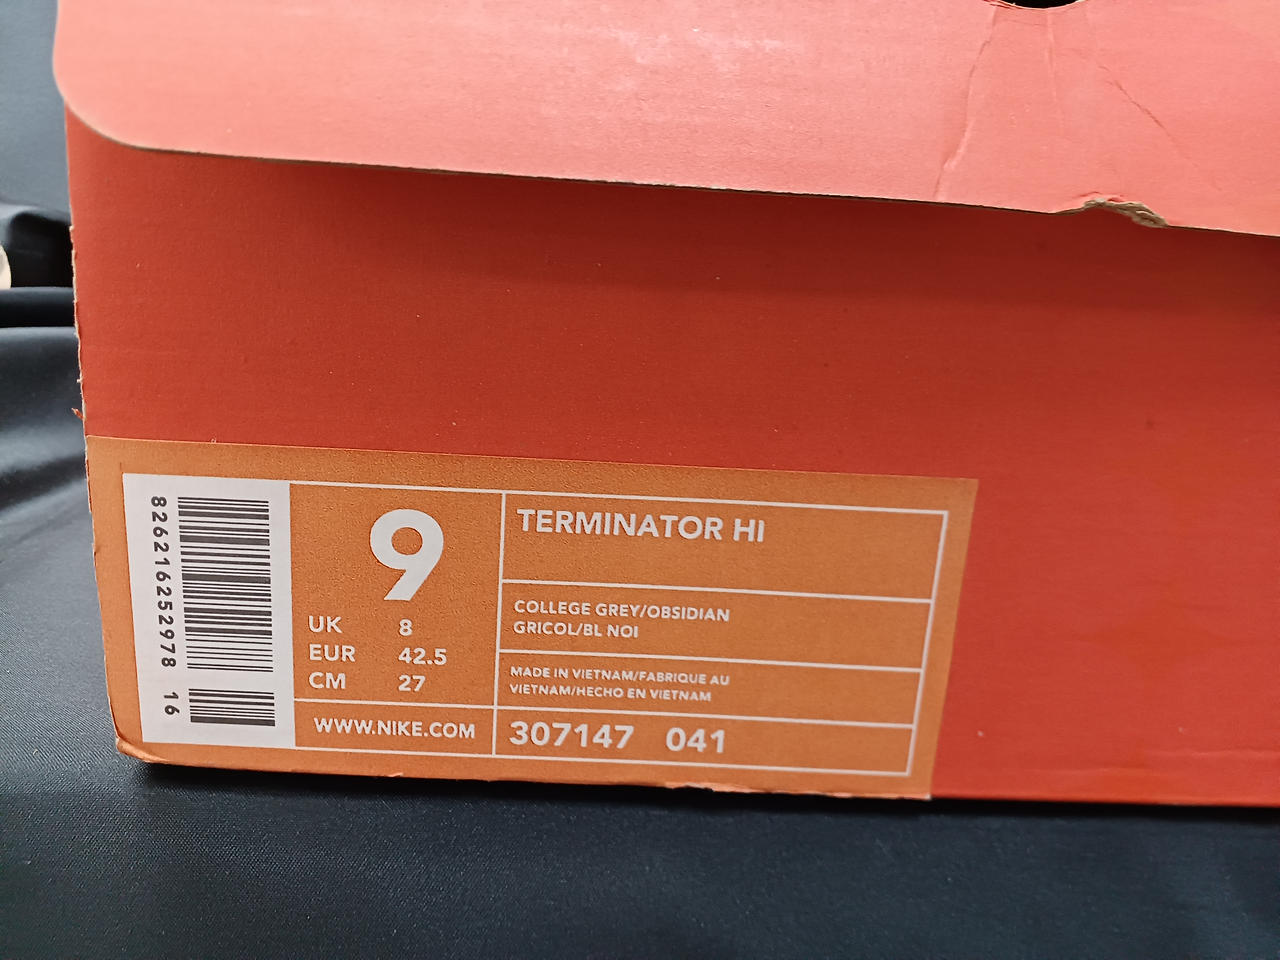 826216252978 16
9
UK 8
EUR 42.5
CM 27
WWW.NIKE.COM
TERMINATOR HI
COLLEGE GREY/OBSIDIAN
GRICOL/BL NOI
MADE IN VIETNAM/FABRIQUE AU
VIETNAM/HECHO EN VIETNAM
307147 041